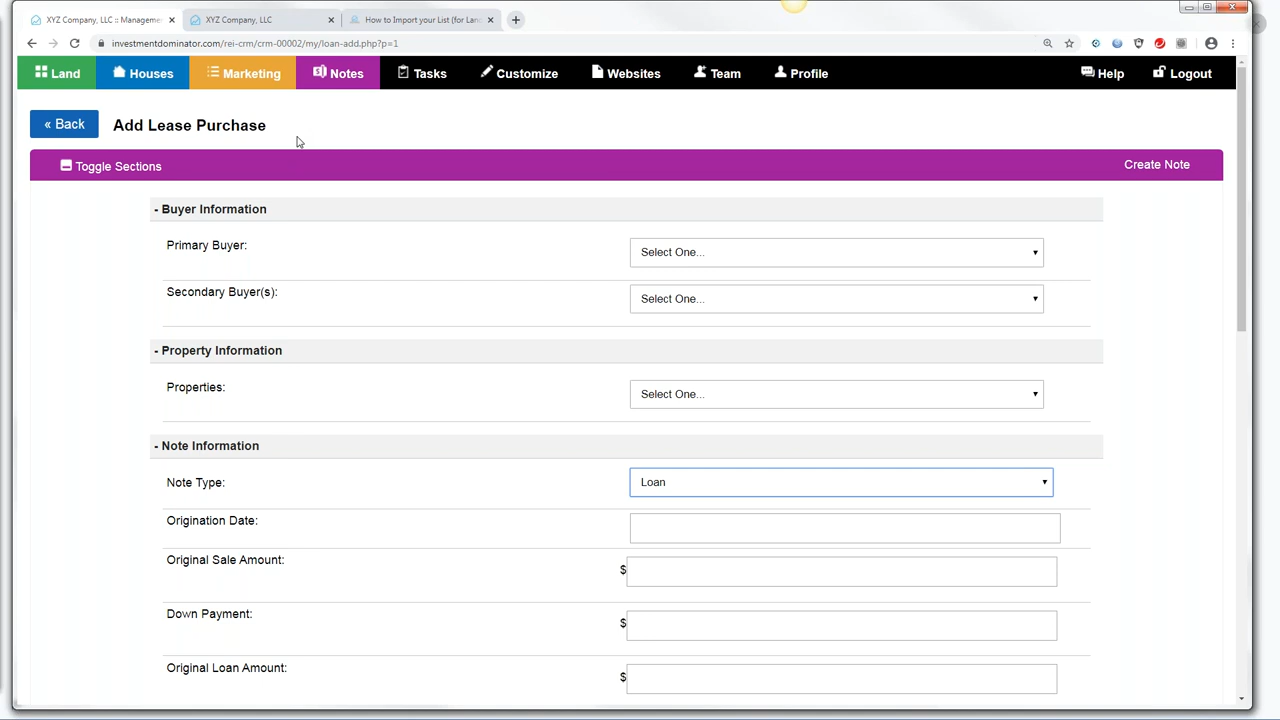 XYZ Company, LLC :: Manageme
XYZ Company, LLC
How to Import your List (for Lan
investmentdominator.com/rei-crm/crm-00002/my/loan-add.php?p=1
Land Houses Marketing Notes Tasks Customize Websites Team Profile Help Logout
« Back
Add Lease Purchase
Toggle Sections
Create Note
- Buyer Information
Primary Buyer:
Select One...
Secondary Buyer(s):
Select One...
- Property Information
Properties:
Select One...
- Note Information
Note Type:
Loan
Origination Date:
Original Sale Amount:
$
Down Payment:
$
Original Loan Amount:
$